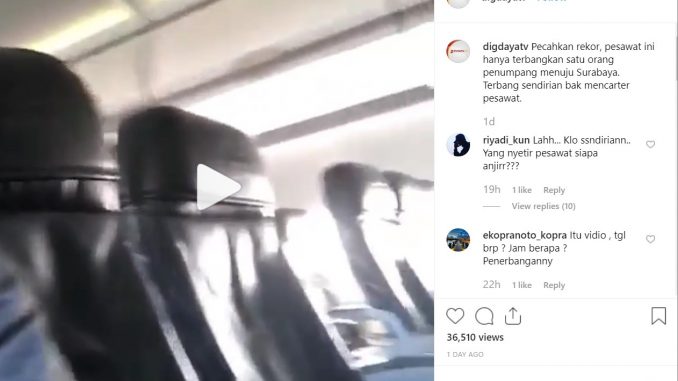 digdayatv Pecahkan rekor, pesawat ini
hanya terbangkan satu orang
penumpang menuju Surabaya.
Terbang sendirian bak mencarter
pesawat.
1d
riyadi_kun Lahh... Klo ssndiriann..
Yang nyetir pesawat siapa
anjirr???
19h 1 like Reply
View replies (10)
ekopranoto_kopra Itu vidio , tgl
brp ? Jam berapa ?
Penerbanganny
22h 1 like Reply
36,510 views
1 DAY AGO